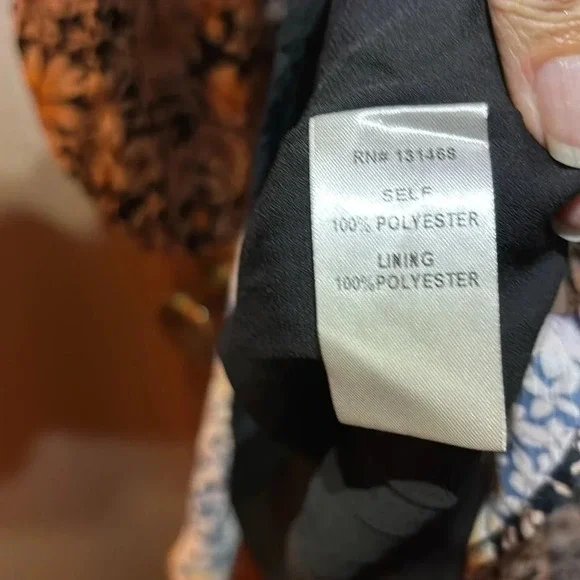 RN# 131468
SELF
100% POLYESTER
LINING
100%POLYESTER